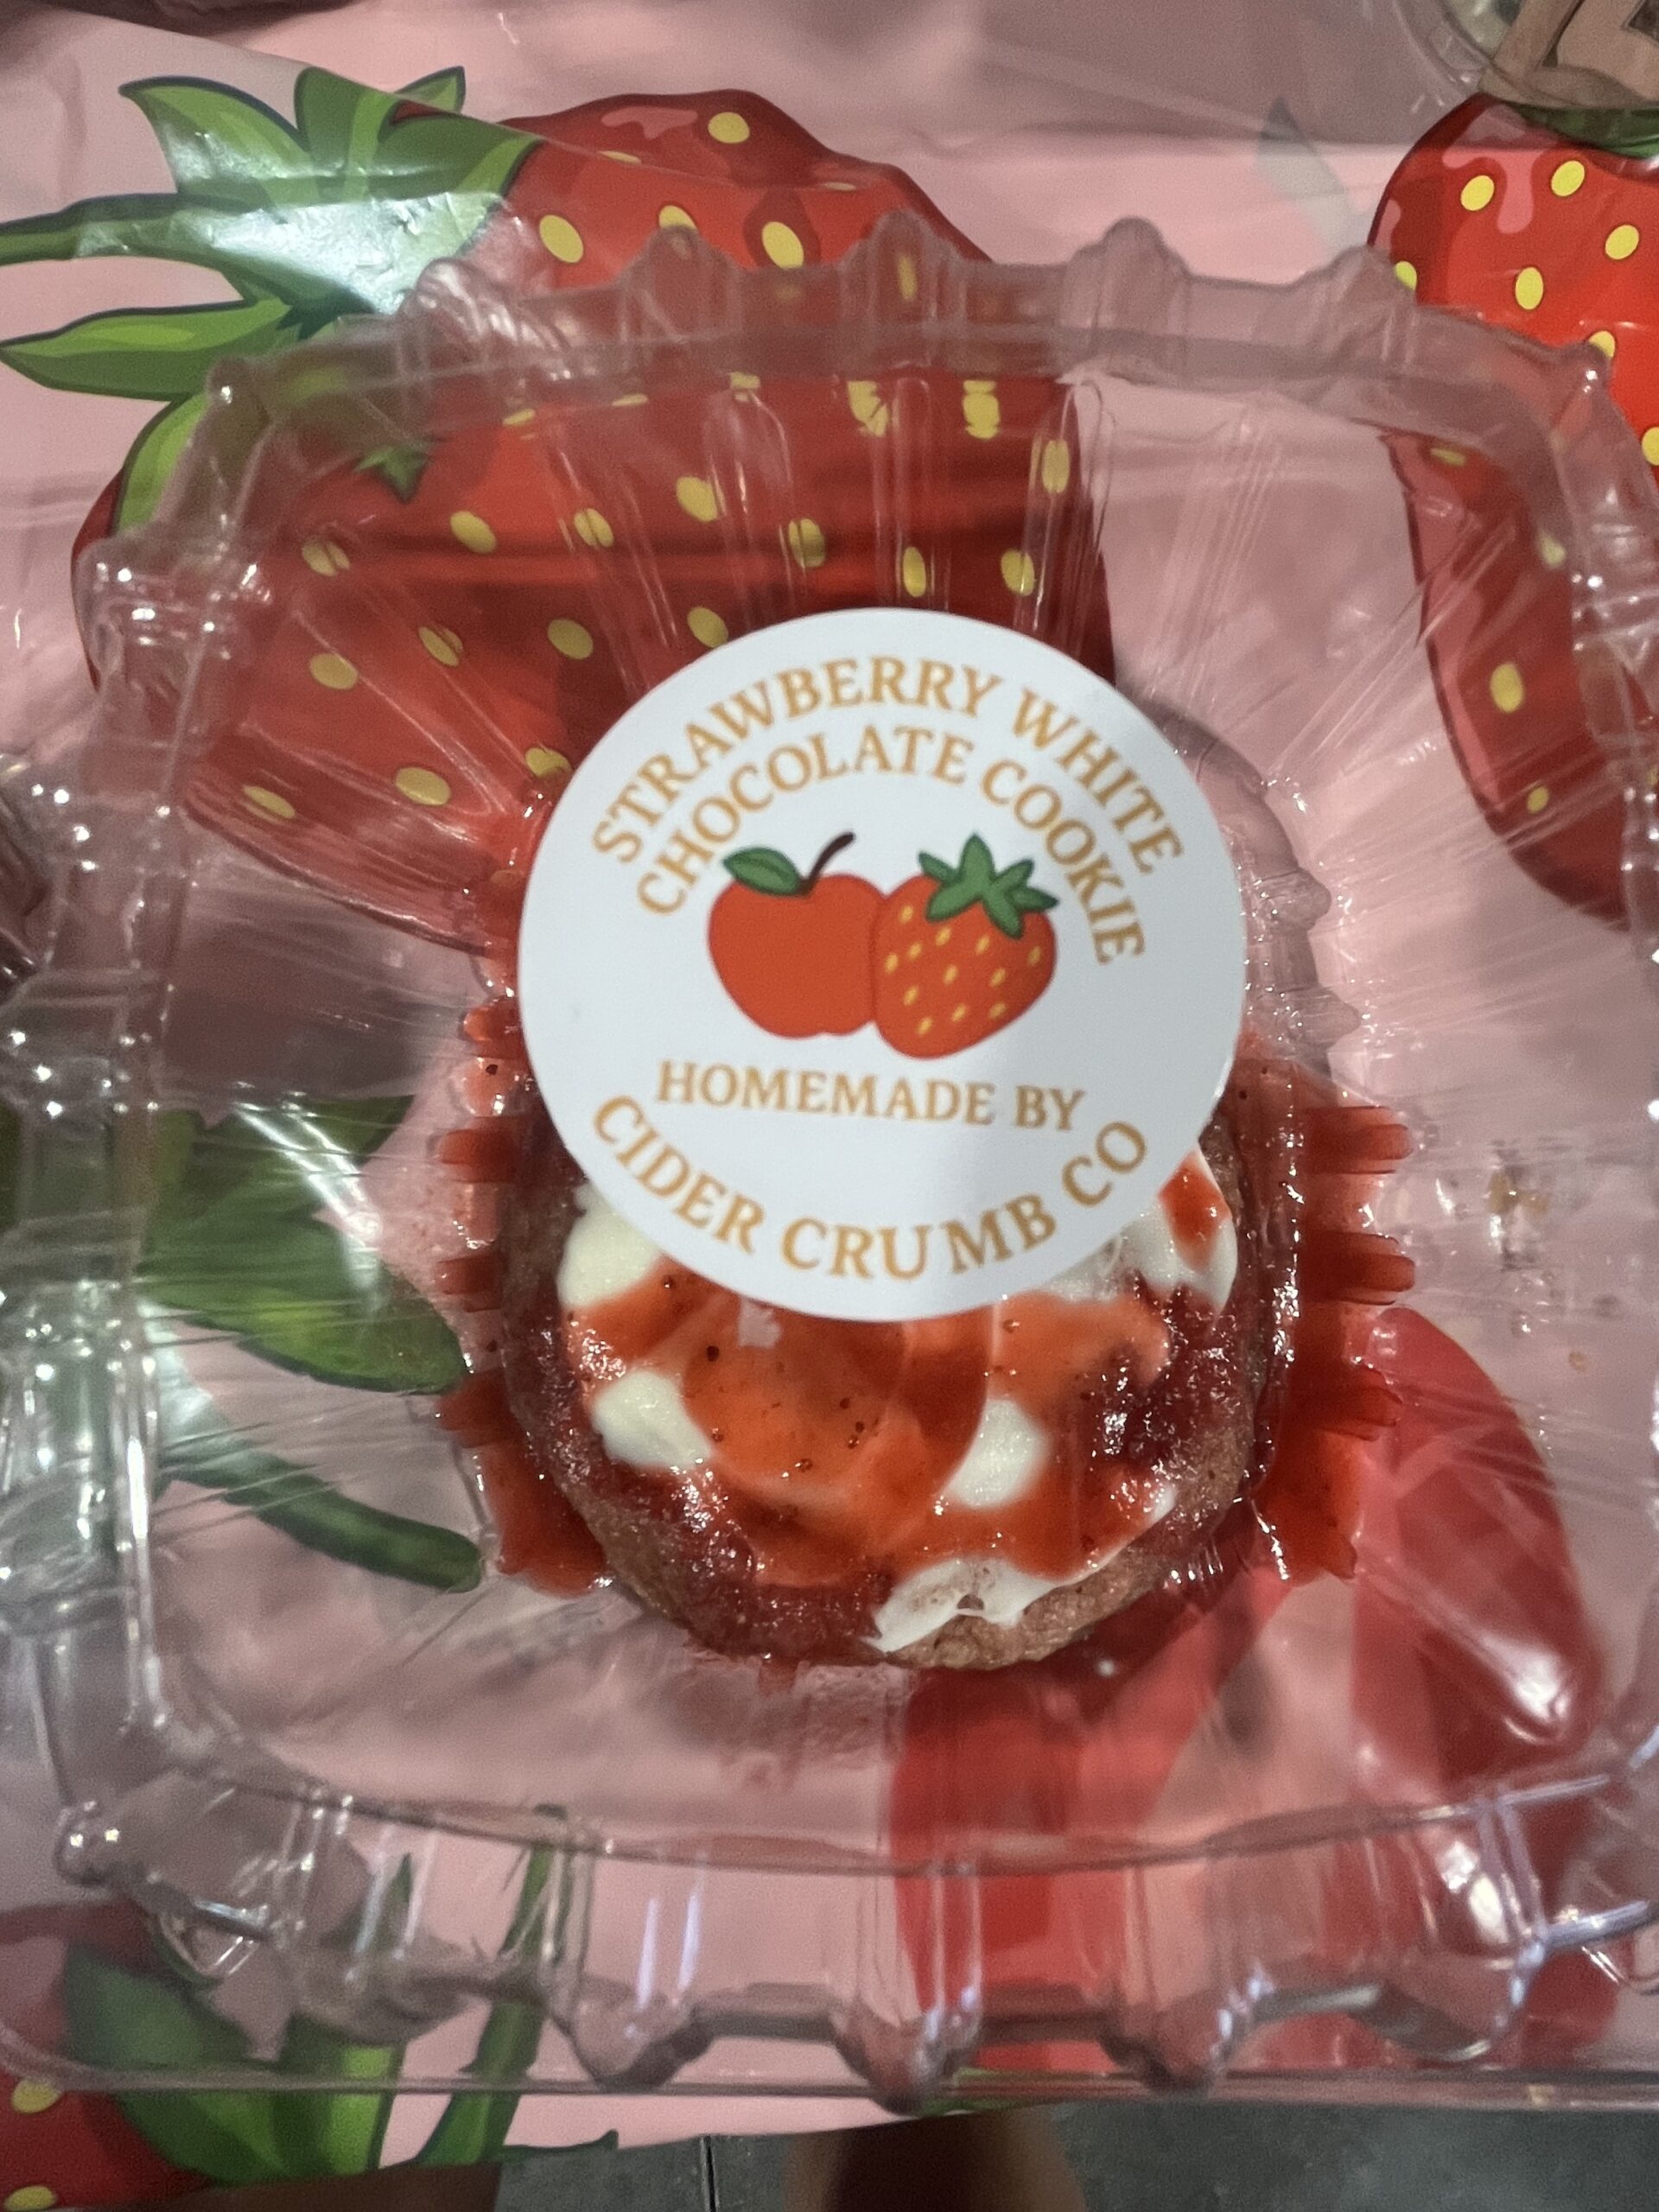 STRAWBERRY WHITE
CHOCOLATE COOKIE
HOMEMADE BY
CIDER CRUMB CO